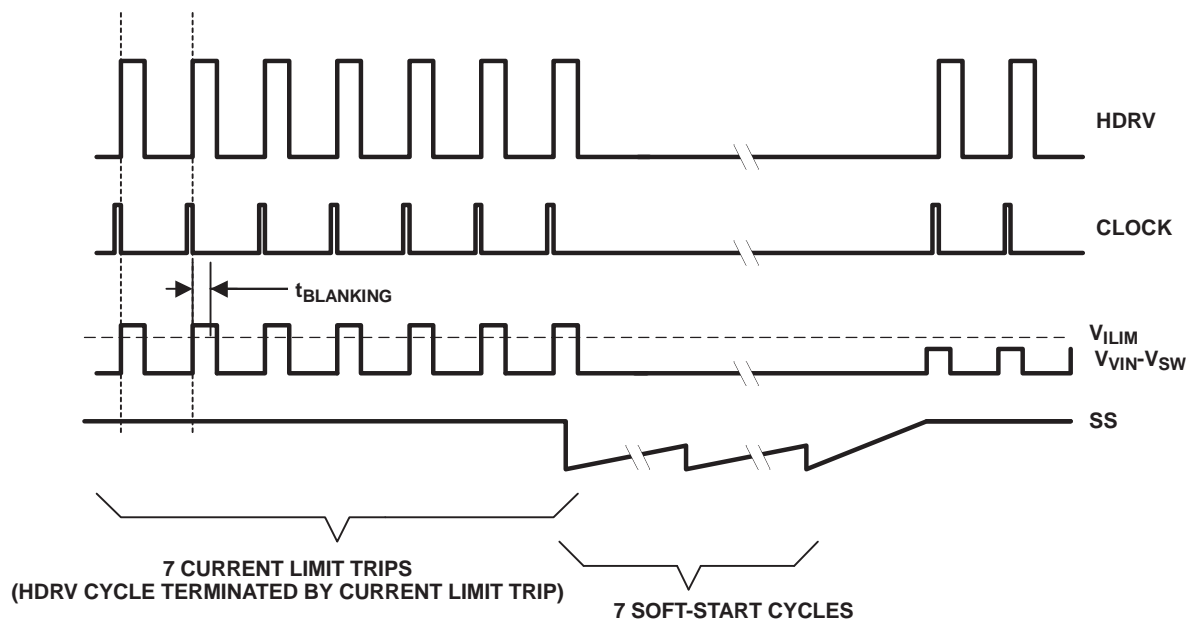 HDRV
CLOCK
tBLANKING
VILIM
VVIN-VSW
SS
7 CURRENT LIMIT TRIPS
(HDRV CYCLE TERMINATED BY CURRENT LIMIT TRIP)
7 SOFT-START CYCLES